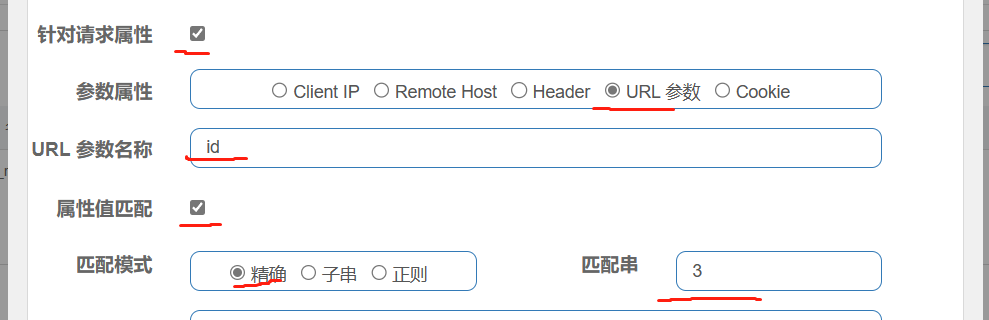 针对请求属性
参数属性 Client IP Remote Host Header URL 参数 Cookie
URL 参数名称 id
属性值匹配
匹配模式 精确 子串 正则 匹配串 3